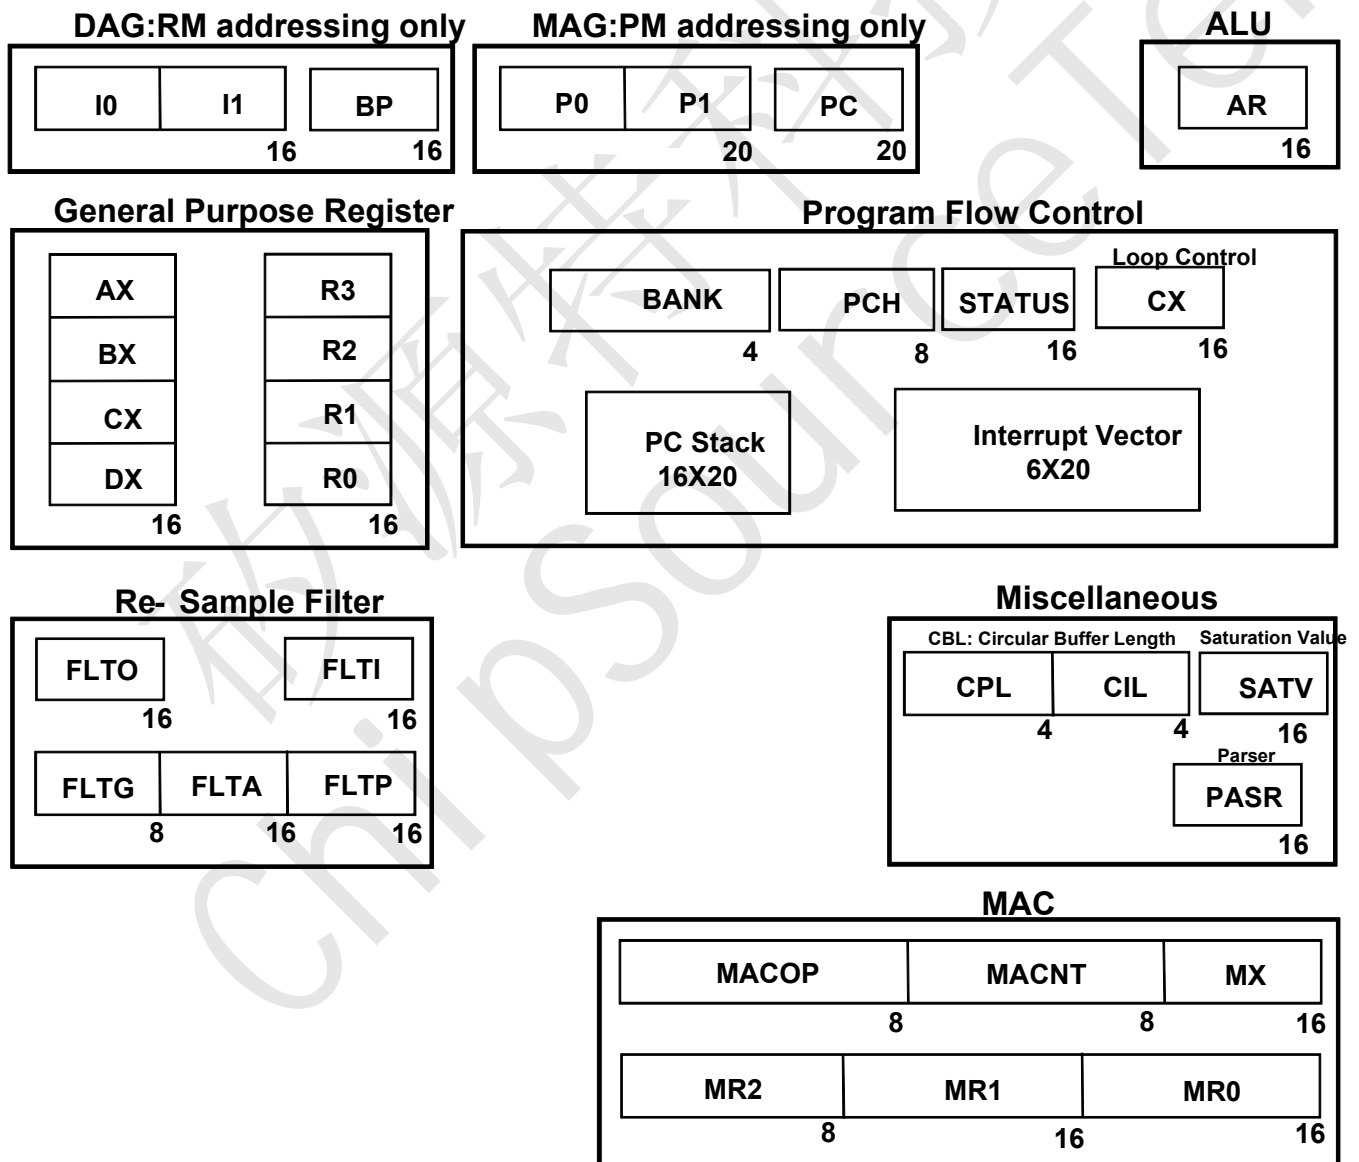 DAG:RM addressing only
MAG:PM addressing only
ALU
I0 I1 BP
16 16
P0 P1 PC
20 20
AR
16
General Purpose Register
AX R3
BX R2
CX R1
DX R0
16 16
Program Flow Control
Loop Control
BANK PCH STATUS CX
4 8 16 16
PC Stack
16X20
Interrupt Vector
6X20
Re- Sample Filter
FLTO FLTI
16 16
FLTG FLTA FLTP
8 16 16
Miscellaneous
CBL: Circular Buffer Length Saturation Value
CPL CIL SATV
4 4 16
Parser
PASR
16
MAC
MACOP MACNT MX
8 8 16
MR2 MR1 MR0
8 16 16
矽源特科
ChipSourceTe